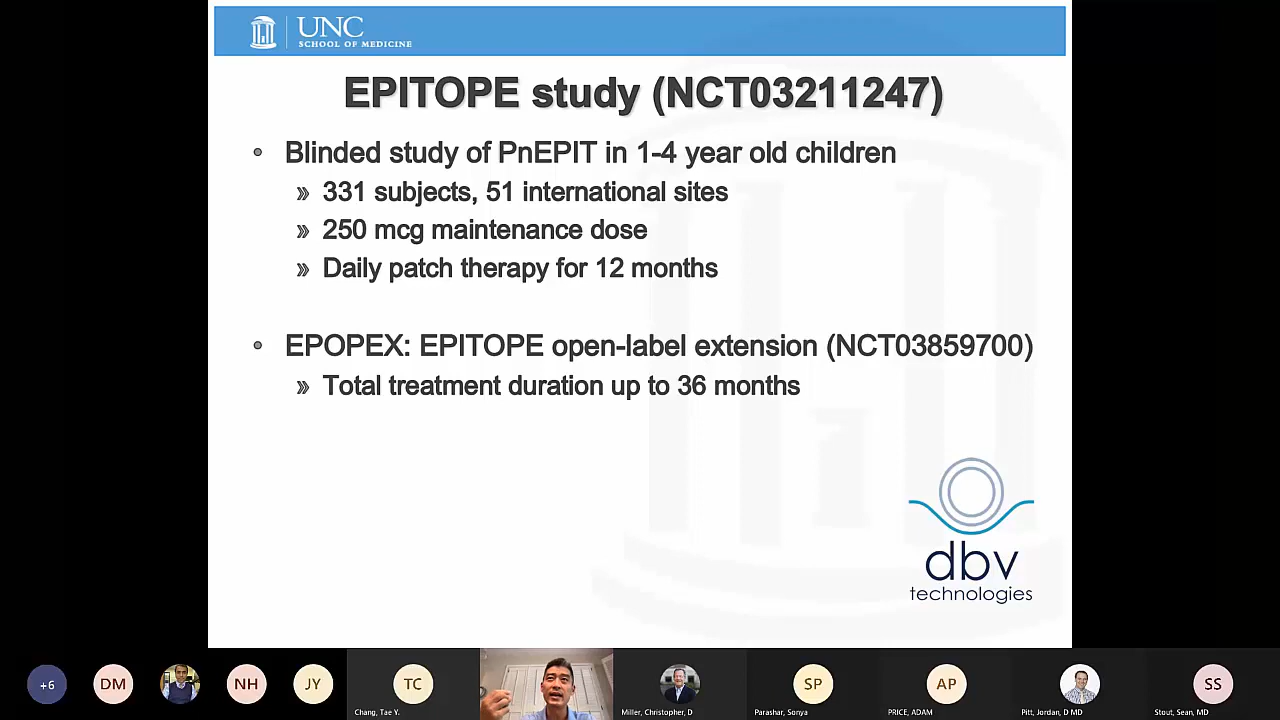 UNC
SCHOOL OF MEDICINE
EPITOPE study (NCT03211247)
• Blinded study of PnEPIT in 1-4 year old children
» 331 subjects, 51 international sites
» 250 mcg maintenance dose
» Daily patch therapy for 12 months
• EPOPEX: EPITOPE open-label extension (NCT03859700)
» Total treatment duration up to 36 months
dbv
technologies
+6
DM
NH
JY
TC
SP
AP
SS
Chang, Tae Y.
Miller, Christopher, D
Parashar, Sonya
PRICE, ADAM
Pitt, Jordan, D MD
Stout, Sean, MD